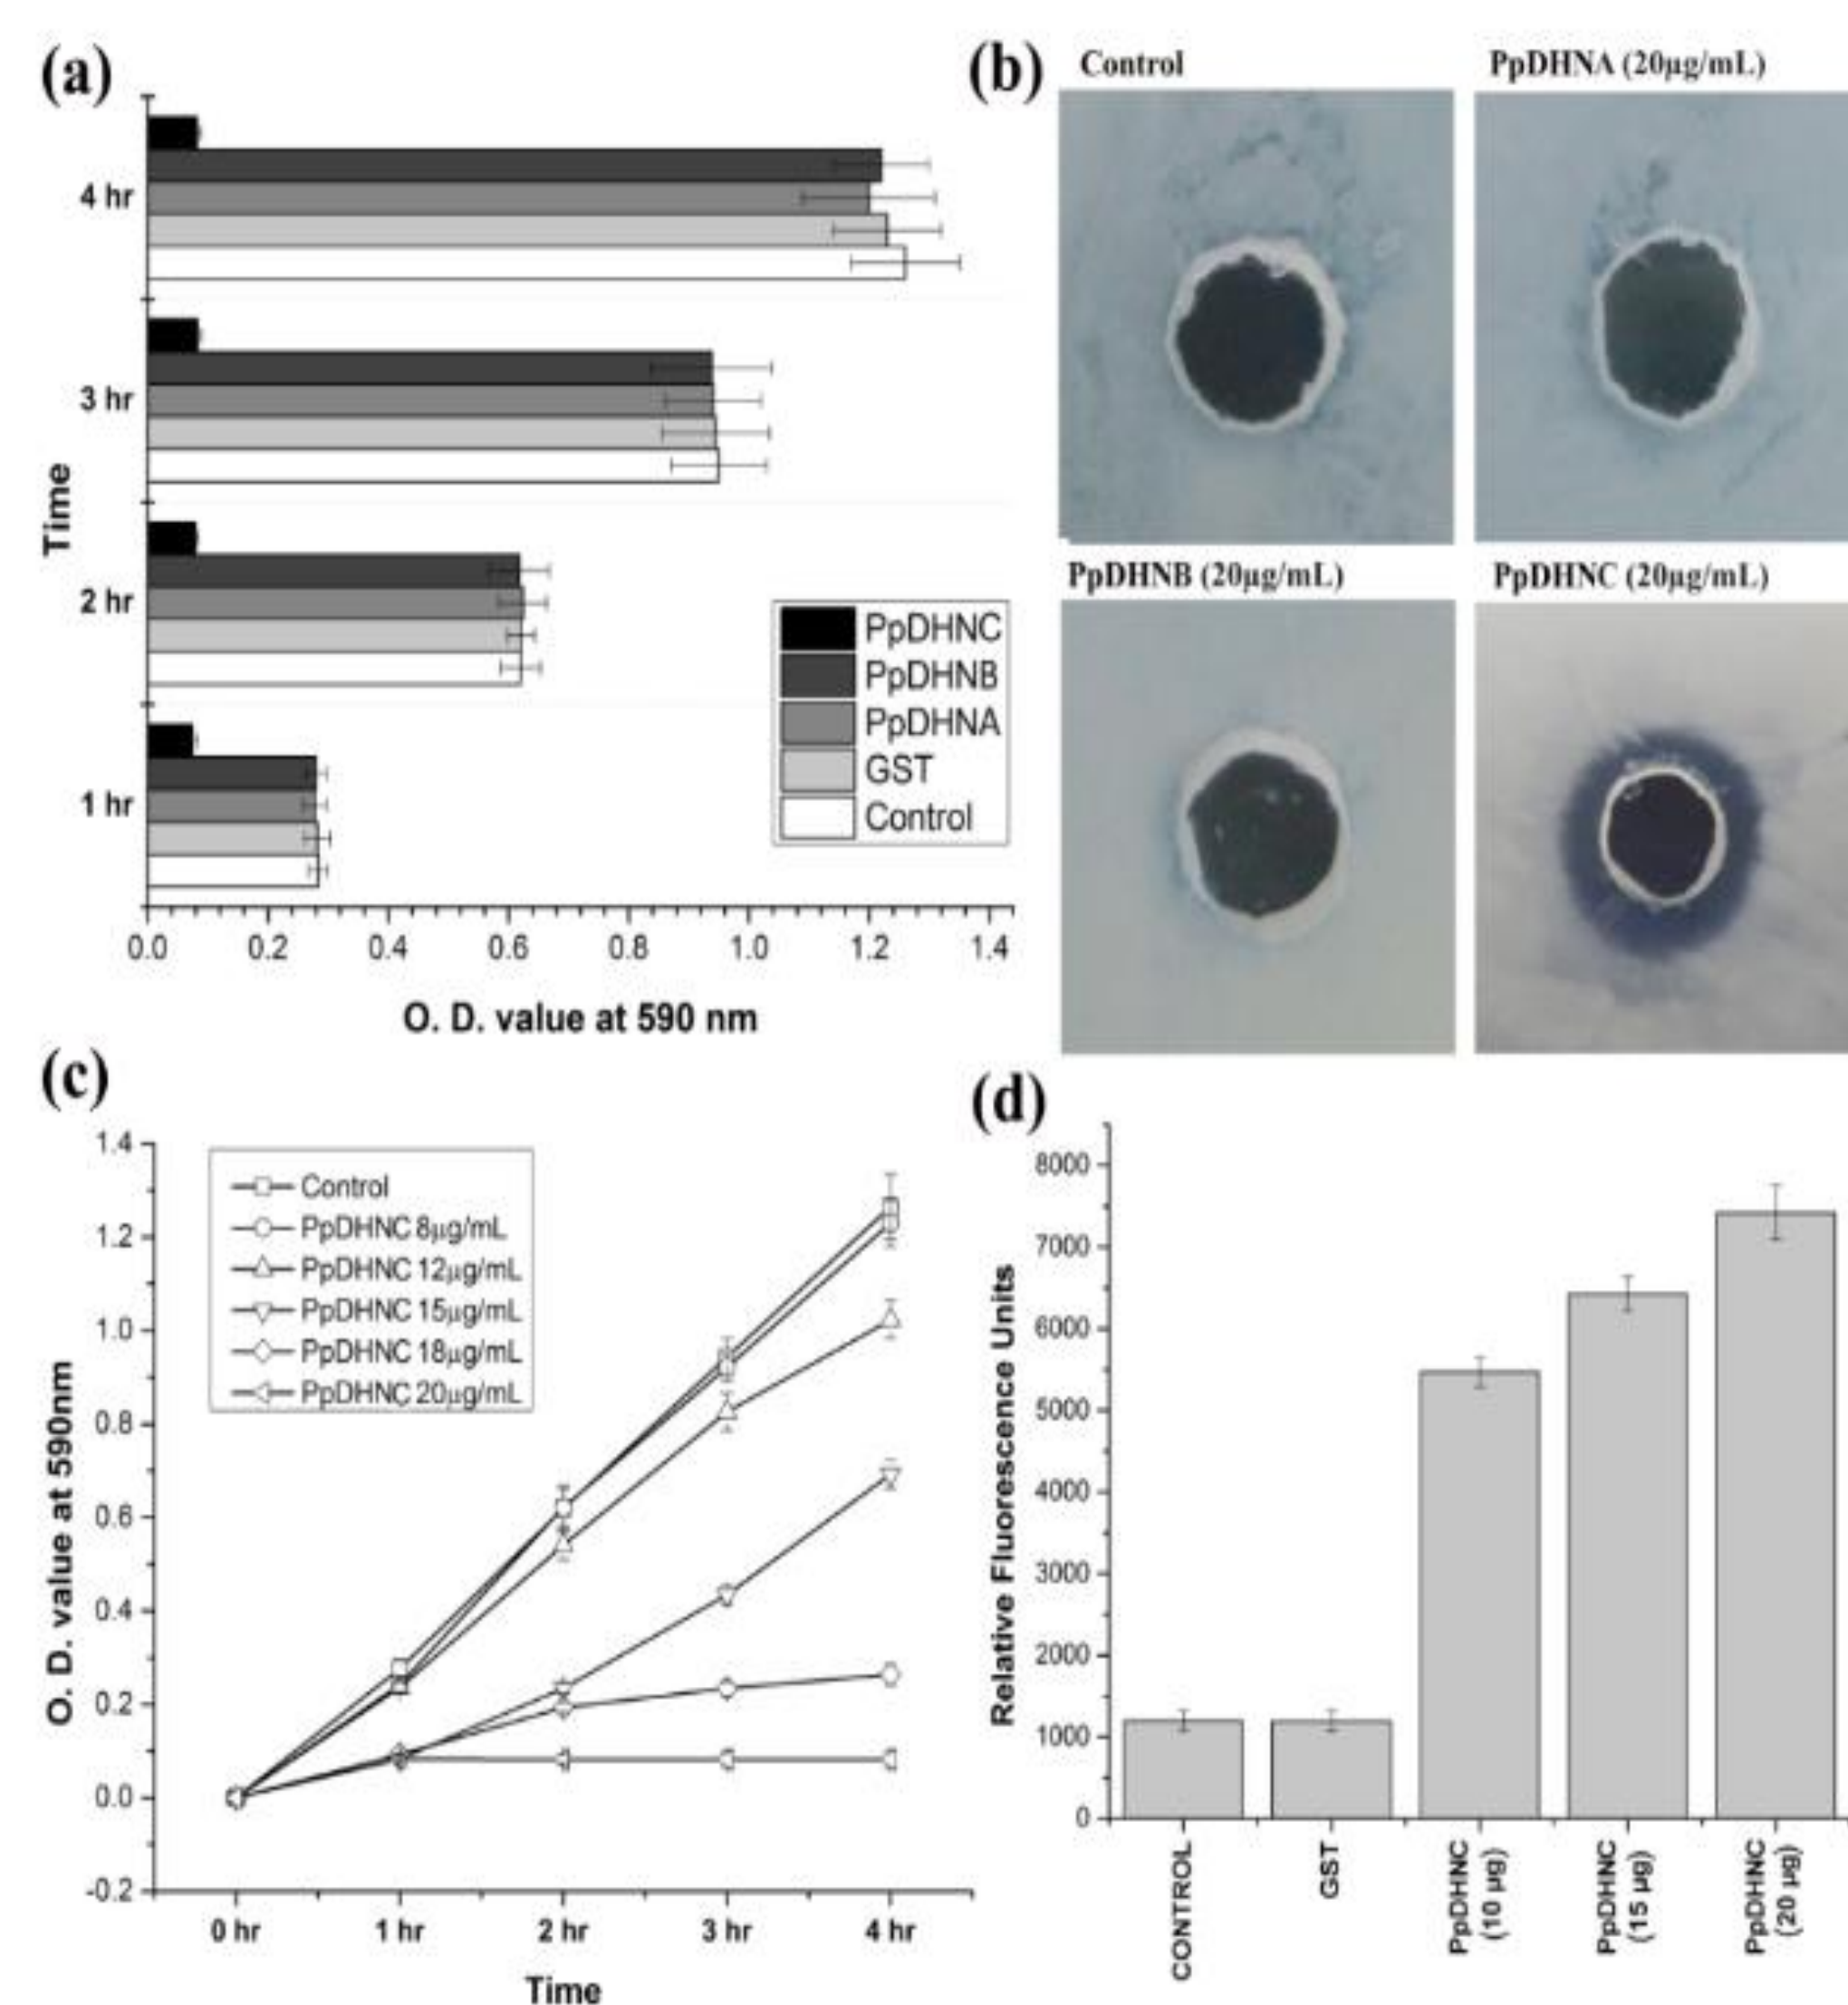 (a)
4 hr
3 hr
2 hr
1 hr
Time
PpDHNC
PpDHNB
PpDHNA
GST
Control
0.0 0.2 0.4 0.6 0.8 1.0 1.2 1.4
O. D. value at 590 nm
(b)
Control
PpDHNA (20μg/mL)
PpDHNB (20μg/mL)
PpDHNC (20μg/mL)
(c)
1.4
1.2
1.0
0.8
0.6
0.4
0.2
0.0
-0.2
O. D. value at 590nm
Control
PpDHNC 8μg/mL
PpDHNC 12μg/mL
PpDHNC 15μg/mL
PpDHNC 18μg/mL
PpDHNC 20μg/mL
0 hr 1 hr 2 hr 3 hr 4 hr
Time
(d)
8000
7000
6000
5000
4000
3000
2000
1000
0
Relative Fluorescence Units
CONTROL
GST
PpDHNC
(10 μg)
PpDHNC
(15 μg)
PpDHNC
(20 μg)